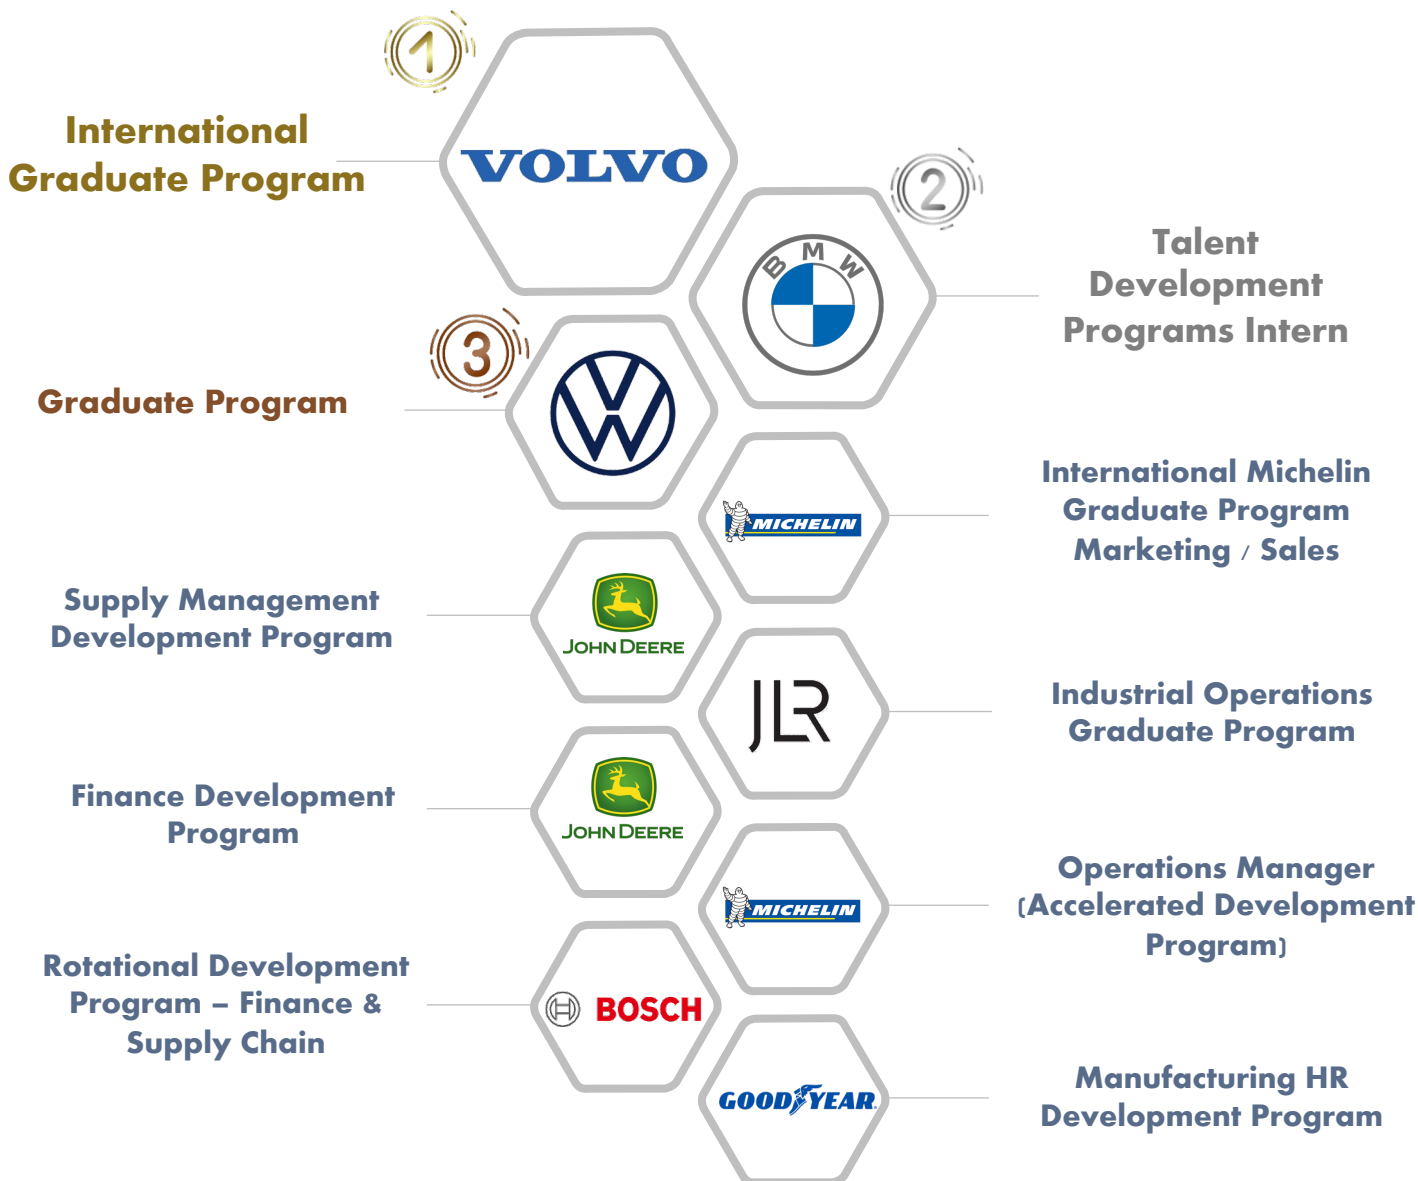 1
International
Graduate Program
VOLVO
2
BMW
Talent
Development
Programs Intern
3
Graduate Program
VW
MICHELIN
International Michelin
Graduate Program
Marketing / Sales
Supply Management
Development Program
JOHN DEERE
JLR
Industrial Operations
Graduate Program
Finance Development
Program
JOHN DEERE
MICHELIN
Operations Manager
(Accelerated Development
Program)
Rotational Development
Program – Finance &
Supply Chain
BOSCH
GOODYEAR
Manufacturing HR
Development Program